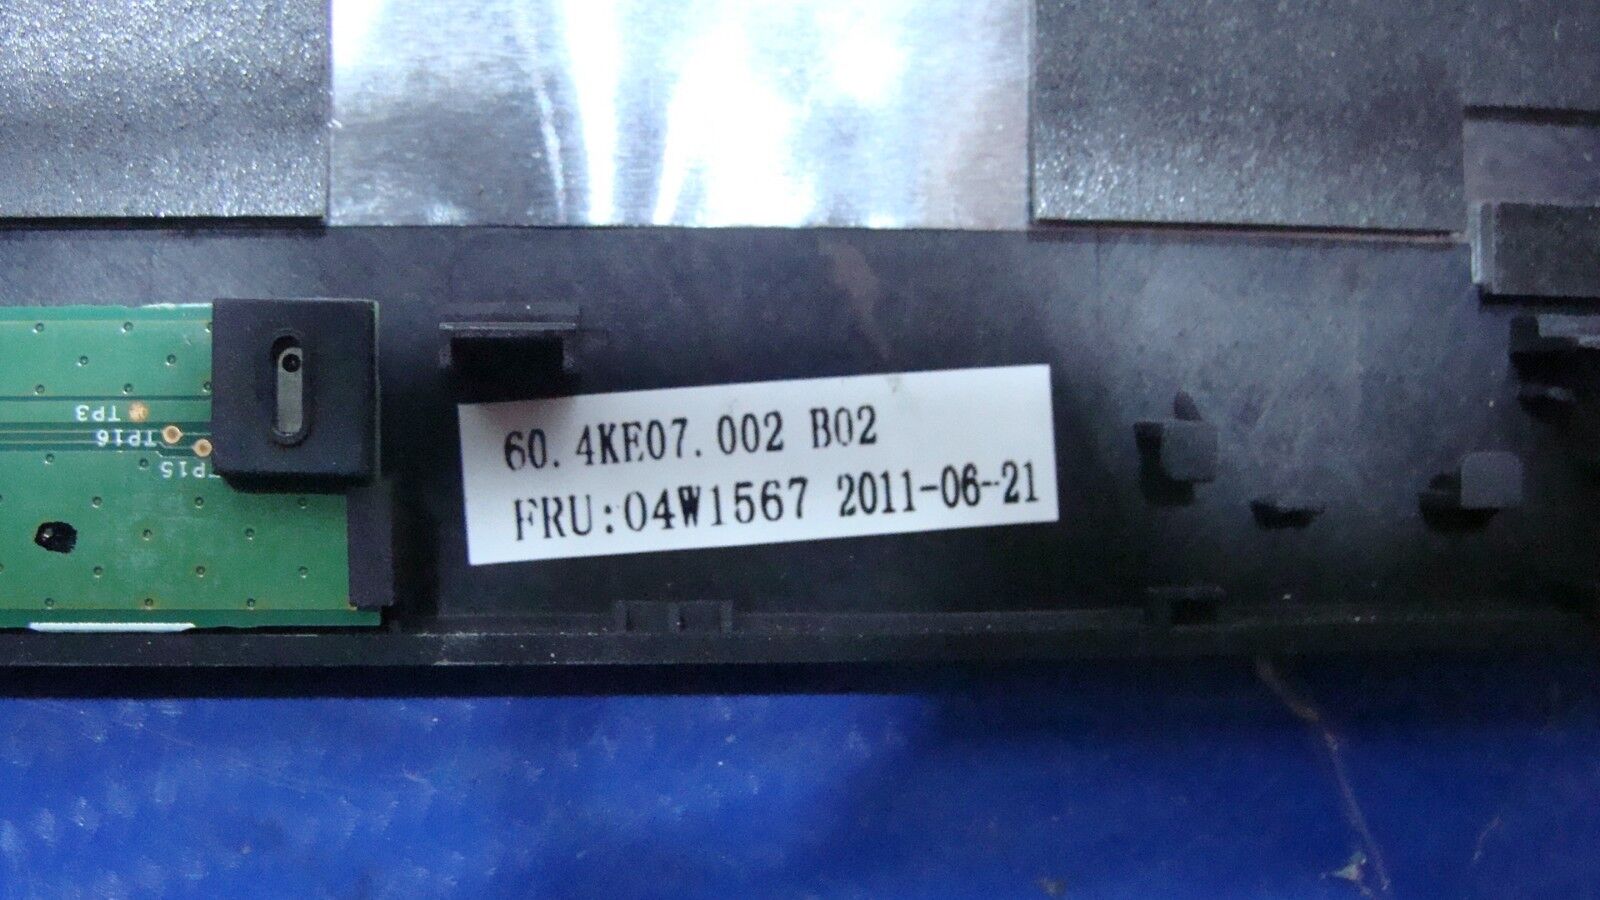 60.4KE07.002 B02
FRU:04W1567 2011-06-21
TP3
TP16
TP15